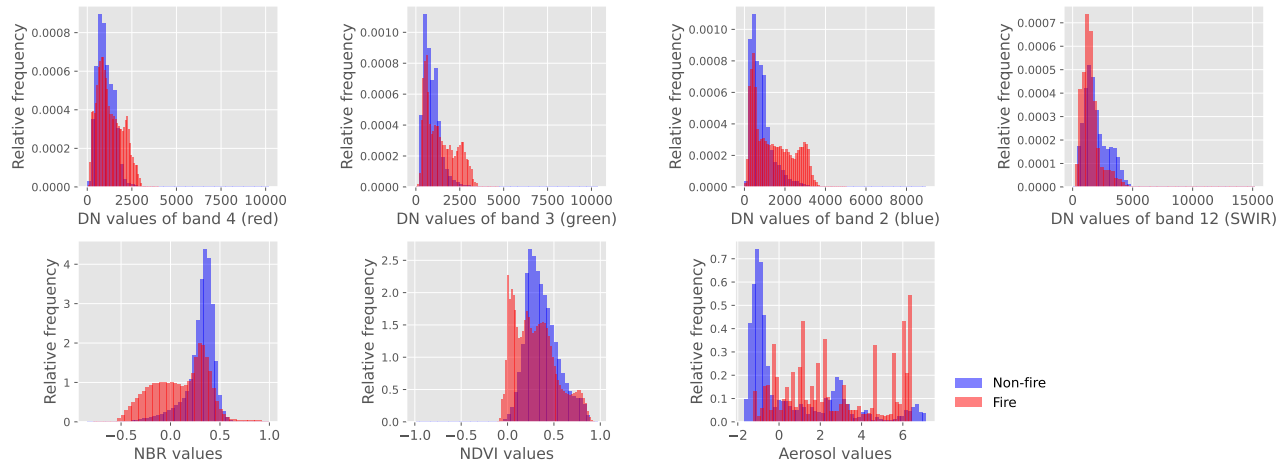 Relative frequency
0.0008
0.0006
0.0004
0.0002
0.0000
0 2500 5000 7500 10000
DN values of band 4 (red)
Relative frequency
0.0010
0.0008
0.0006
0.0004
0.0002
0.0000
0 2500 5000 7500 10000
DN values of band 3 (green)
Relative frequency
0.0010
0.0008
0.0006
0.0004
0.0002
0.0000
0 2000 4000 6000 8000
DN values of band 2 (blue)
Relative frequency
0.0007
0.0006
0.0005
0.0004
0.0003
0.0002
0.0001
0.0000
0 5000 10000 15000
DN values of band 12 (SWIR)
Relative frequency
4
3
2
1
0
−0.5 0.0 0.5 1.0
NBR values
Relative frequency
2.5
2.0
1.5
1.0
0.5
0.0
−1.0 −0.5 0.0 0.5 1.0
NDVI values
Relative frequency
0.7
0.6
0.5
0.4
0.3
0.2
0.1
0.0
−2 0 2 4 6
Aerosol values
Non-fire
Fire